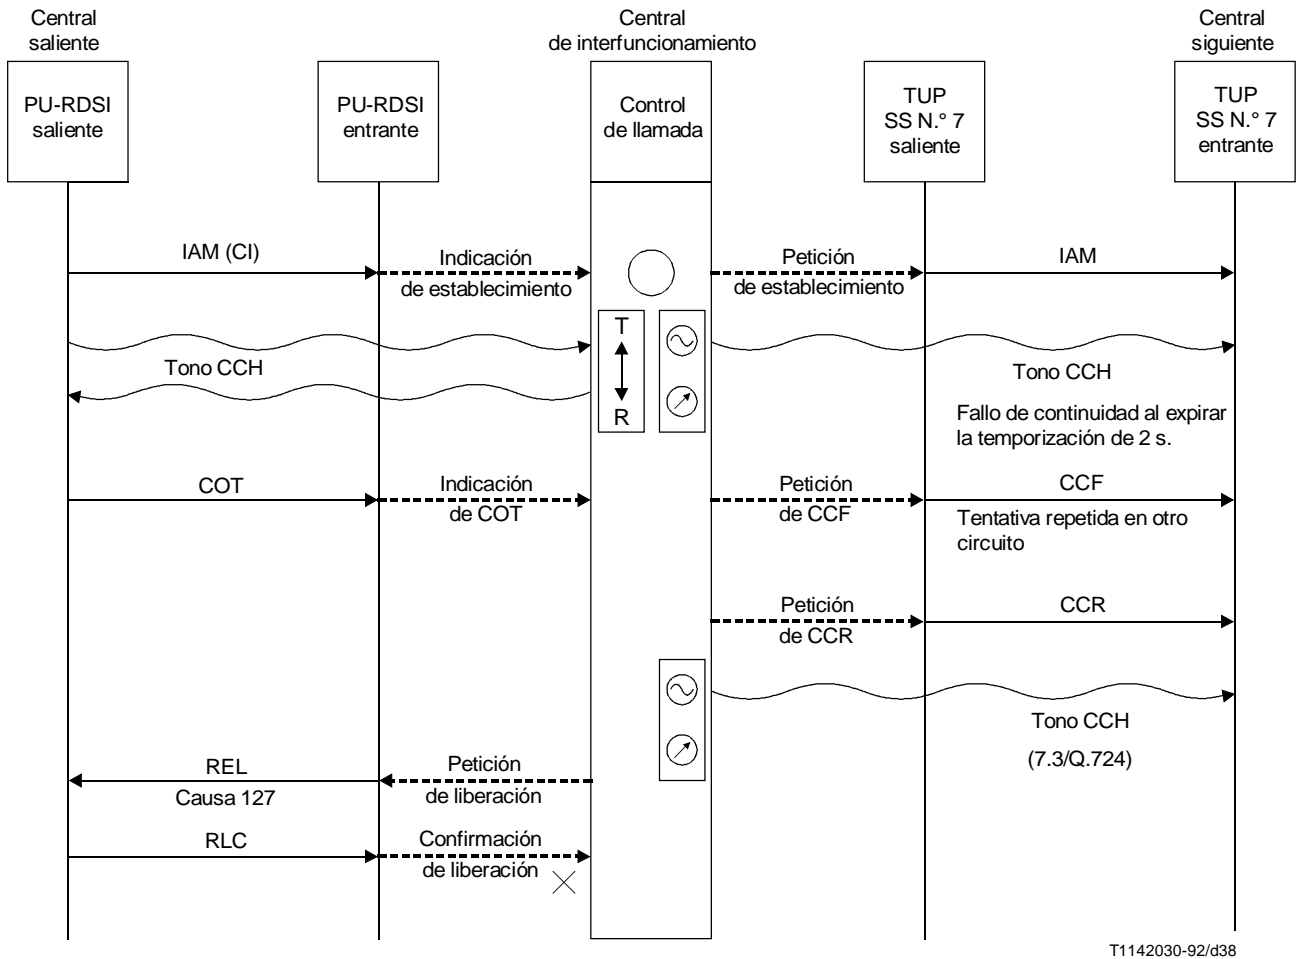 Central
saliente
Central
de interfuncionamiento
Central
siguiente
PU-RDSI
saliente
PU-RDSI
entrante
Control
de llamada
TUP
SS N.° 7
saliente
TUP
SS N.° 7
entrante
IAM (CI)
Indicación
de establecimiento
Petición
de establecimiento
IAM
T
R
Tono CCH
Tono CCH
Fallo de continuidad al expirar
la temporización de 2 s.
COT
Indicación
de COT
Petición
de CCF
CCF
Tentativa repetida en otro
circuito
Petición
de CCR
CCR
Tono CCH
(7.3/Q.724)
REL
Causa 127
Petición
de liberación
RLC
Confirmación
de liberación
T1142030-92/d38